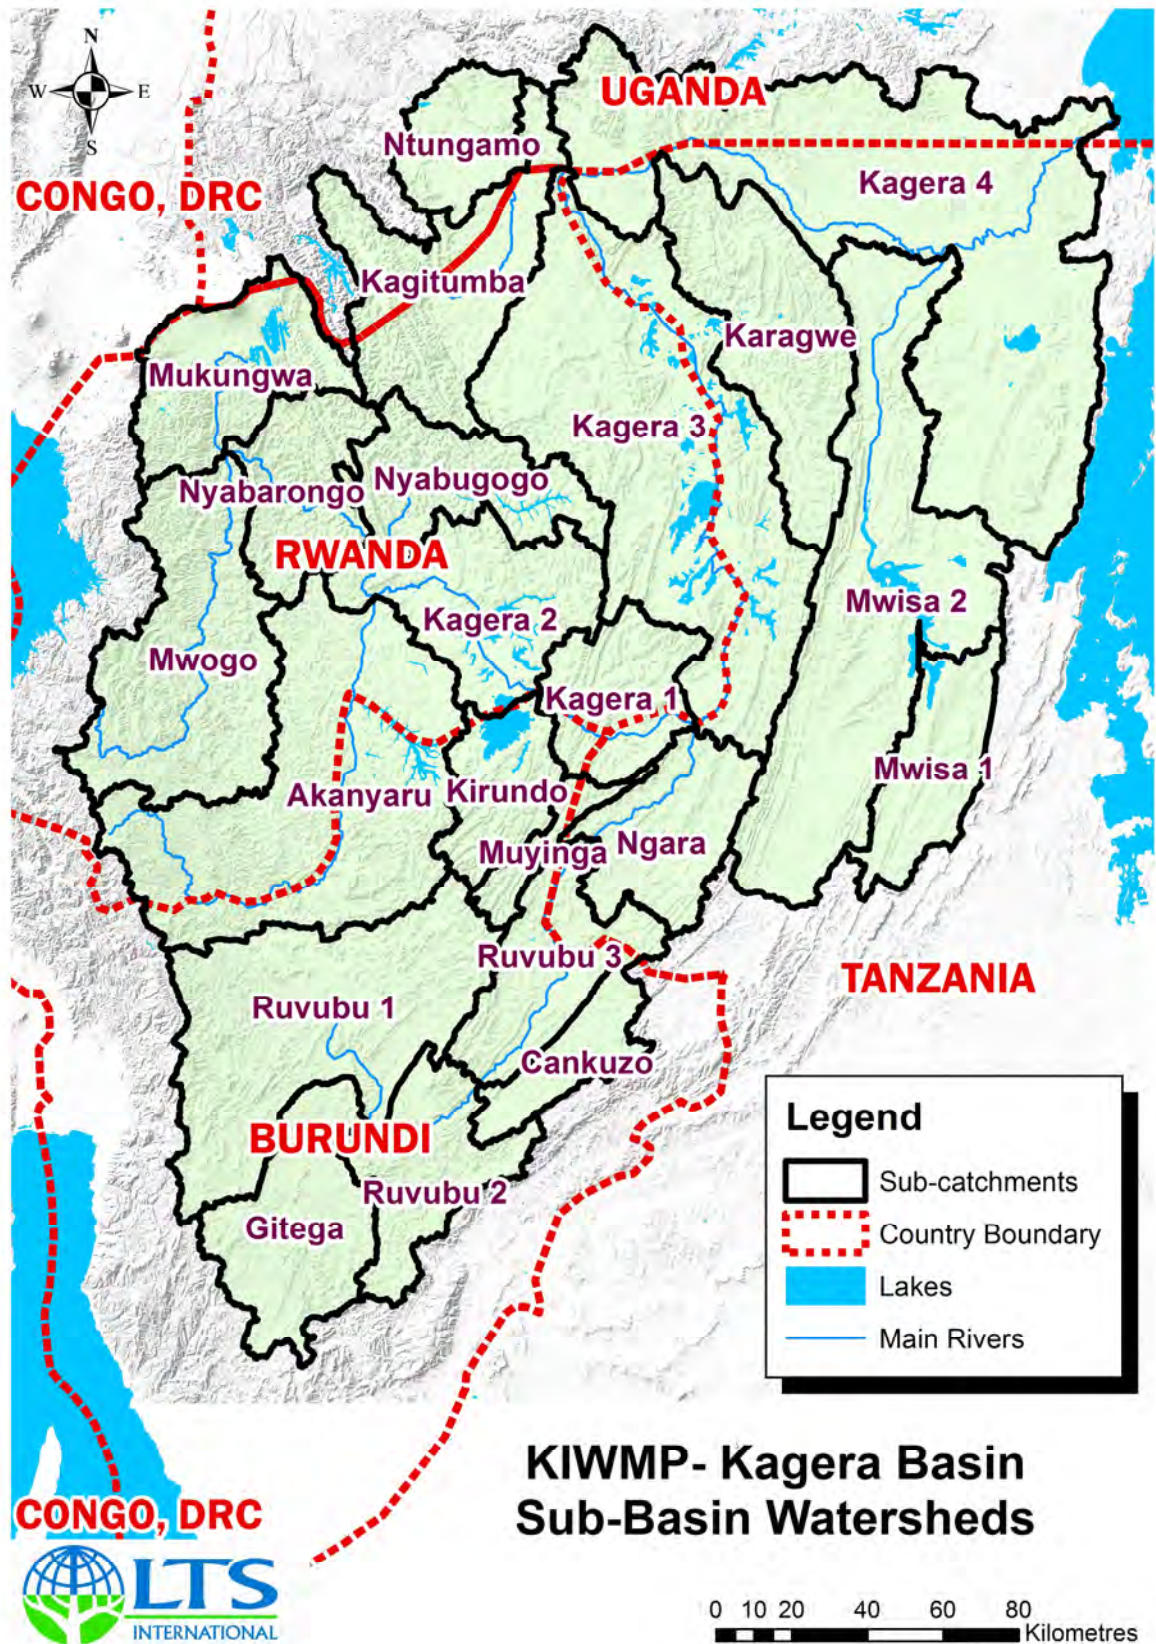 N
W E
S
UGANDA
Ntungamo
CONGO, DRC
Kagera 4
Kagitumba
Karagwe
Mukungwa
Kagera 3
Nyabarongo
Nyabugogo
RWANDA
Mwisa 2
Kagera 2
Mwogo
Kagera 1
Mwisa 1
Akanyaru
Kirundo
Muyinga
Ngara
Ruvubu 3
TANZANIA
Ruvubu 1
Cankuzo
BURUNDI
Ruvubu 2
Gitega
Legend
Sub-catchments
Country Boundary
Lakes
Main Rivers
KIWMP- Kagera Basin
Sub-Basin Watersheds
CONGO, DRC
LTS
INTERNATIONAL
0 10 20 40 60 80
Kilometres